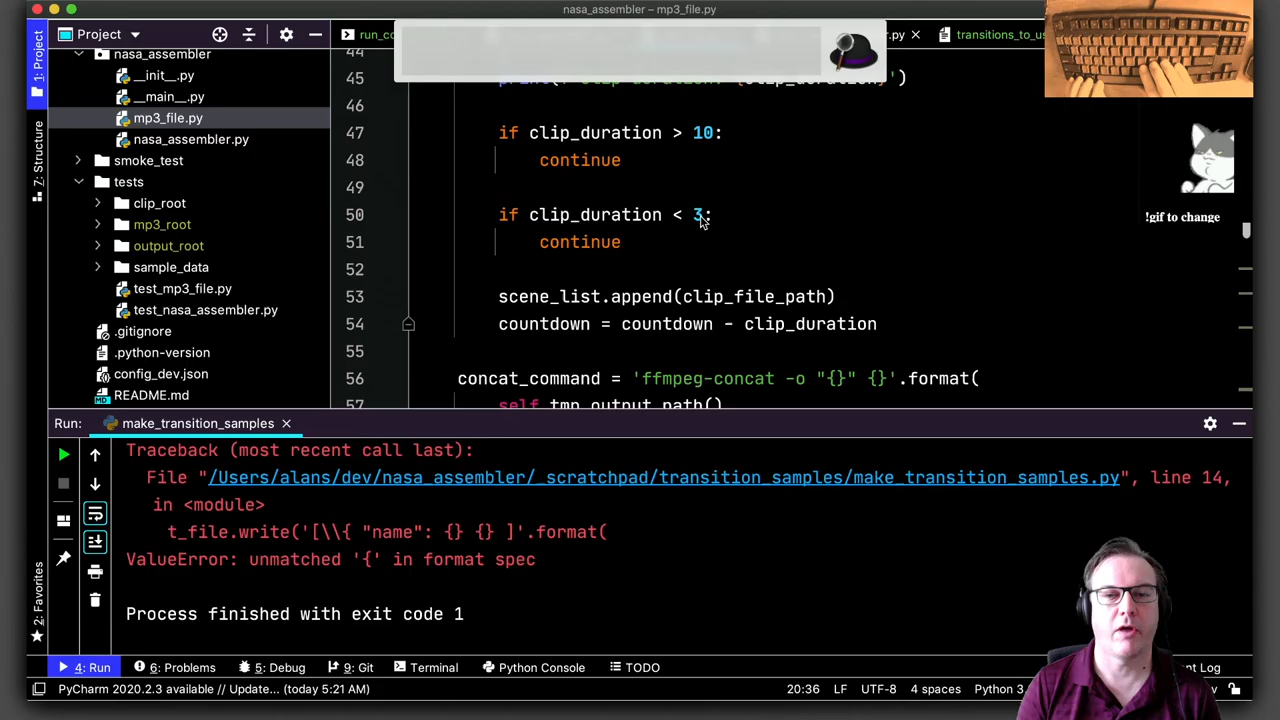 nasa_assembler – mp3_file.py
1: Project
Project
run_co
.py
transitions_to_us
nasa_assembler
__init__.py
__main__.py
mp3_file.py
nasa_assembler.py
smoke_test
tests
clip_root
mp3_root
output_root
sample_data
test_mp3_file.py
test_nasa_assembler.py
.gitignore
.python-version
config_dev.json
README.md
7: Structure
2: Favorites
44
45
46
47 if clip_duration > 10:
48 continue
49
50 if clip_duration < 3:
51 continue
52
53 scene_list.append(clip_file_path)
54 countdown = countdown - clip_duration
55
56 concat_command = 'ffmpeg-concat -o "{}" {}'.format(
57 self.tmp_output_path()
!gif to change
Run: make_transition_samples
Traceback (most recent call last):
File "/Users/alans/dev/nasa_assembler/_scratchpad/transition_samples/make_transition_samples.py", line 14,
in <module>
t_file.write('[\\{ "name": {} {} ]'.format(
ValueError: unmatched '{' in format spec
Process finished with exit code 1
4: Run
6: Problems
5: Debug
9: Git
Terminal
Python Console
TODO
nt Log
PyCharm 2020.2.3 available // Update... (today 5:21 AM)
20:36
LF
UTF-8
4 spaces
Python 3